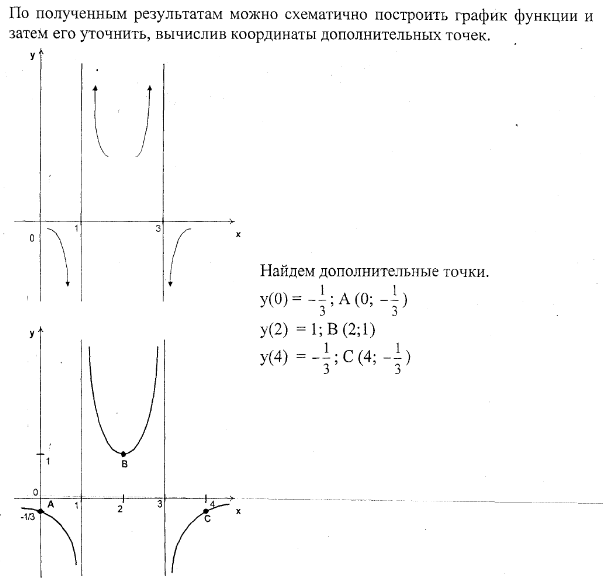 По полученным результатам можно схематично построить график функции и
затем его уточнить, вычислив координаты дополнительных точек.
y
0
1
3
x
Найдем дополнительные точки.
y(0) = −1/3; A (0; −1/3)
y(2) = 1; B (2;1)
y(4) = −1/3; C (4; −1/3)
y
1
B
0
A
1
2
3
4
x
-1/3
C